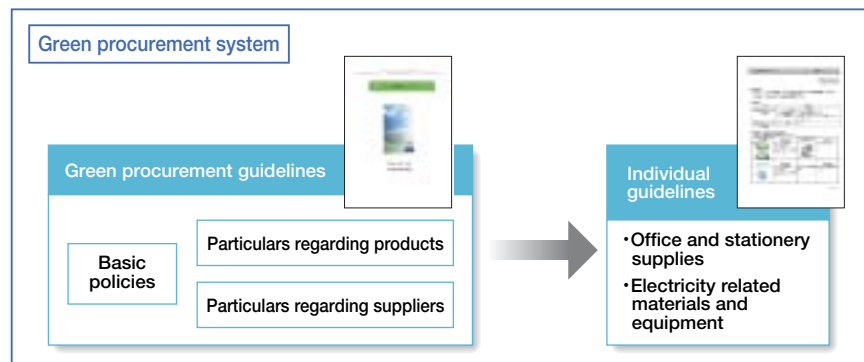 Green procurement system
Green procurement guidelines
Basic
policies
Particulars regarding products
Particulars regarding suppliers
Individual
guidelines
・Office and stationery
supplies
・Electricity related
materials and
equipment